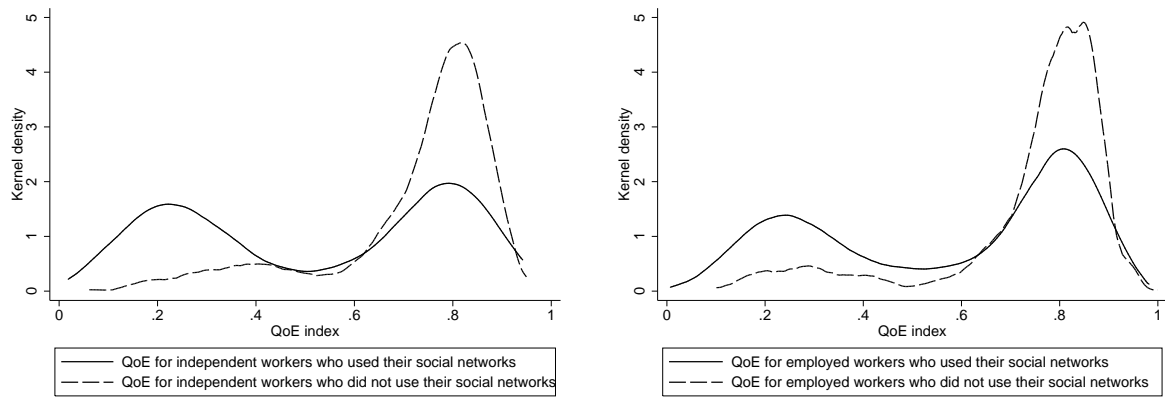 Kernel density
5
4
3
2
1
0
0 .2 .4 .6 .8 1
QoE index
QoE for independent workers who used their social networks
QoE for independent workers who did not use their social networks
Kernel density
5
4
3
2
1
0
0 .2 .4 .6 .8 1
QoE index
QoE for employed workers who used their social networks
QoE for employed workers who did not use their social networks